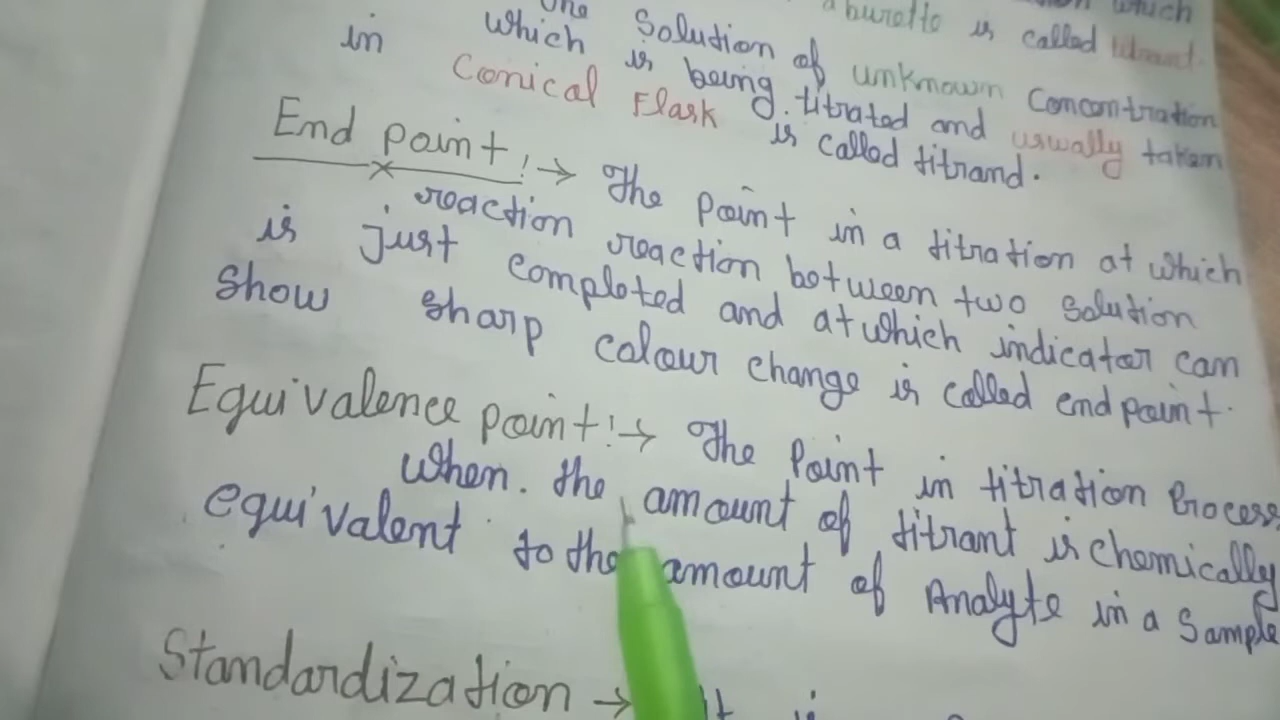 which
a burette is called titrant.
The Solution of unknown Concentration
which is being titrated and usually taken
in Conical Flask is called titrand.
End point :→ The Point in a titration at which
reaction reaction between two Solution
is just completed and at which indicator can
Show sharp colour change is called end point.
Equivalence point :→ The Point in titration Process
when. the amount of titrant is chemically
equivalent to the amount of Analyte in a Sample
Standardization →